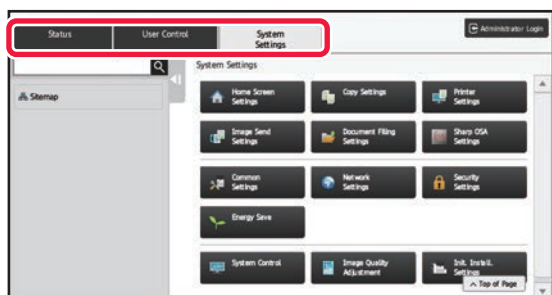 Status
User Control
System
Settings
Administrator Login
System Settings
Sitemap
Home Screen
Settings
Copy Settings
Printer
Settings
Image Send
Settings
Document Filing
Settings
Sharp OSA
Settings
Common
Settings
Network
Settings
Security
Settings
Energy Save
System Control
Image Quality
Adjustment
Init. Install.
Settings
Top of Page